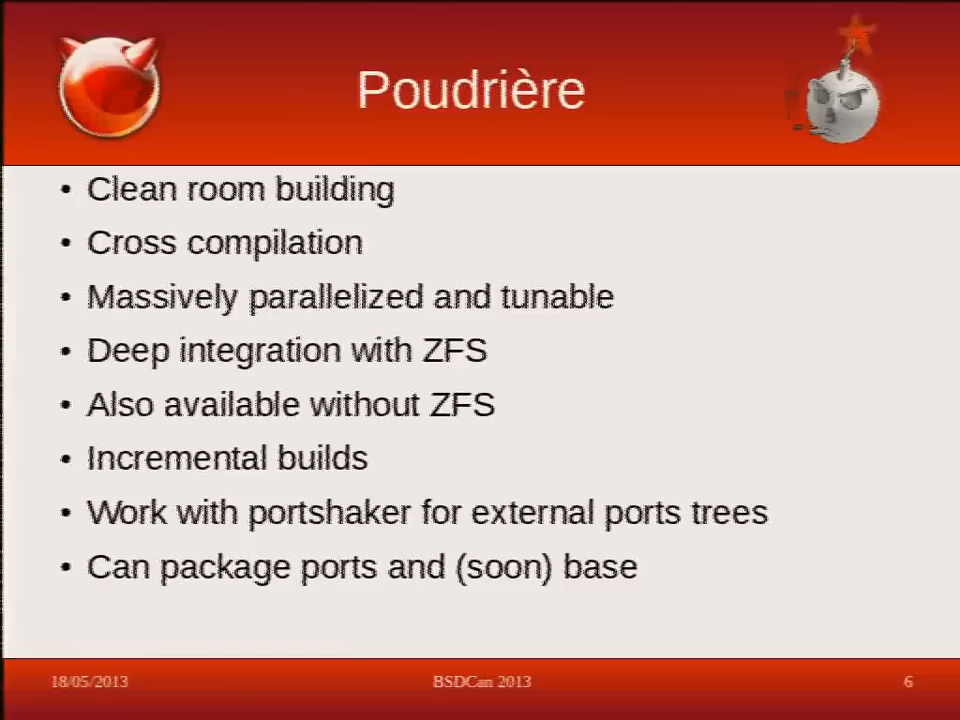 Poudrière
• Clean room building
• Cross compilation
• Massively parallelized and tunable
• Deep integration with ZFS
• Also available without ZFS
• Incremental builds
• Work with portshaker for external ports trees
• Can package ports and (soon) base
18/05/2013 BSDCan 2013 6